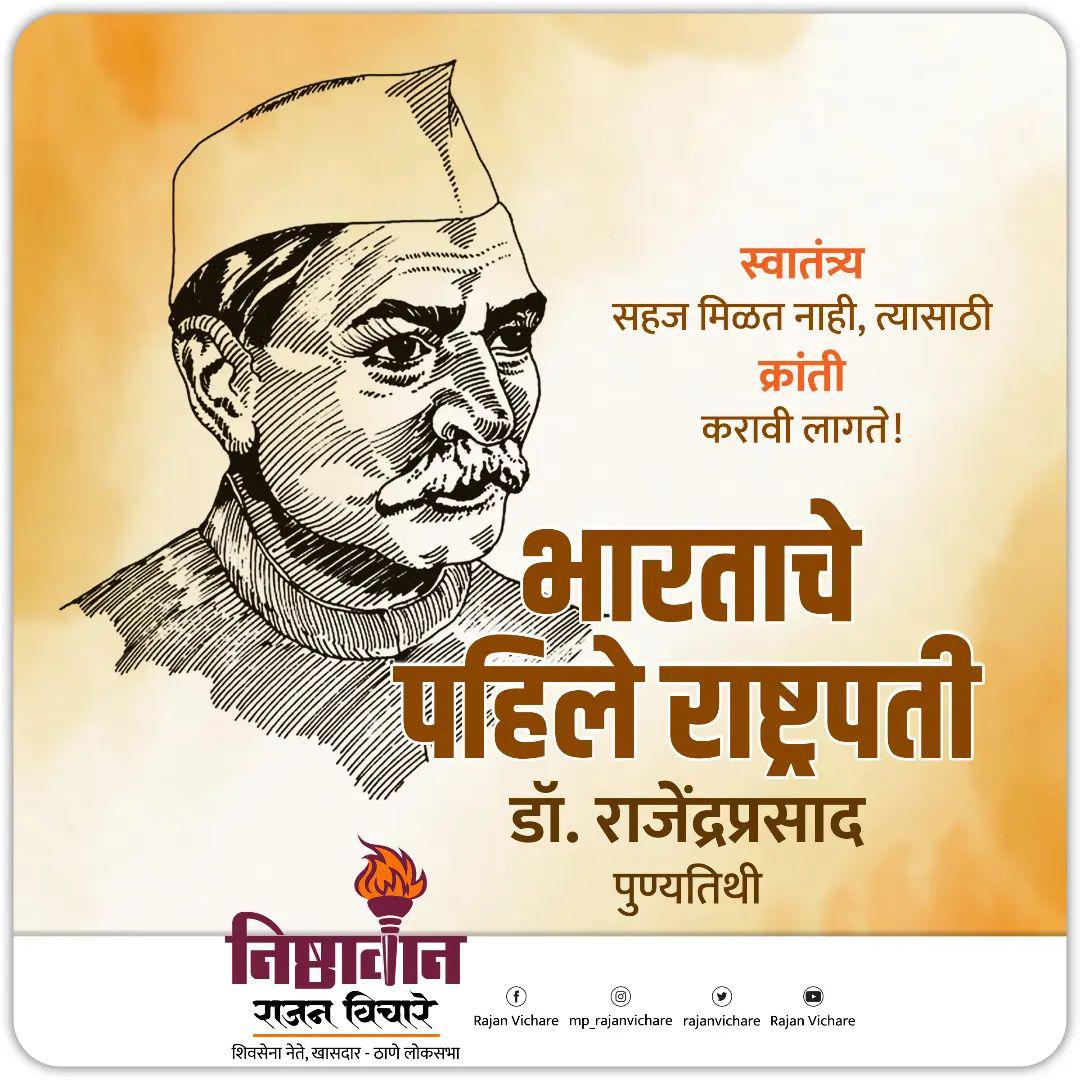 स्वातंत्र्य
सहज मिळत नाही, त्यासाठी
क्रांती
करावी लागते!
भारताचे
पहिले राष्ट्रपती
डॉ. राजेंद्रप्रसाद
पुण्यतिथी
निष्ठावान
राजन विचारे
शिवसेना नेते, खासदार - ठाणे लोकसभा
Rajan Vichare mp_rajanvichare rajanvichare Rajan Vichare